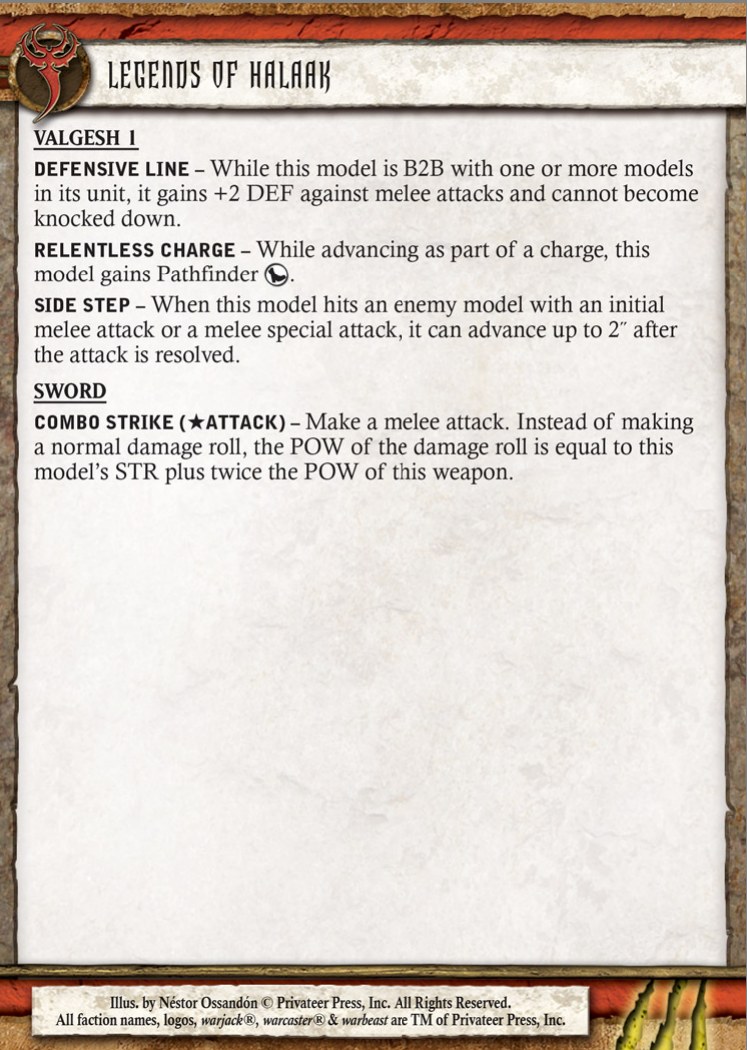 LEGENDS OF HALAAK
VALGESH 1
DEFENSIVE LINE – While this model is B2B with one or more models
in its unit, it gains +2 DEF against melee attacks and cannot become
knocked down.
RELENTLESS CHARGE – While advancing as part of a charge, this
model gains Pathfinder .
SIDE STEP – When this model hits an enemy model with an initial
melee attack or a melee special attack, it can advance up to 2˝ after
the attack is resolved.
SWORD
COMBO STRIKE (★ATTACK) – Make a melee attack. Instead of making
a normal damage roll, the POW of the damage roll is equal to this
model’s STR plus twice the POW of this weapon.
Illus. by Néstor Ossandón © Privateer Press, Inc. All Rights Reserved.
All faction names, logos, warjack®, warcaster® & warbeast are TM of Privateer Press, Inc.